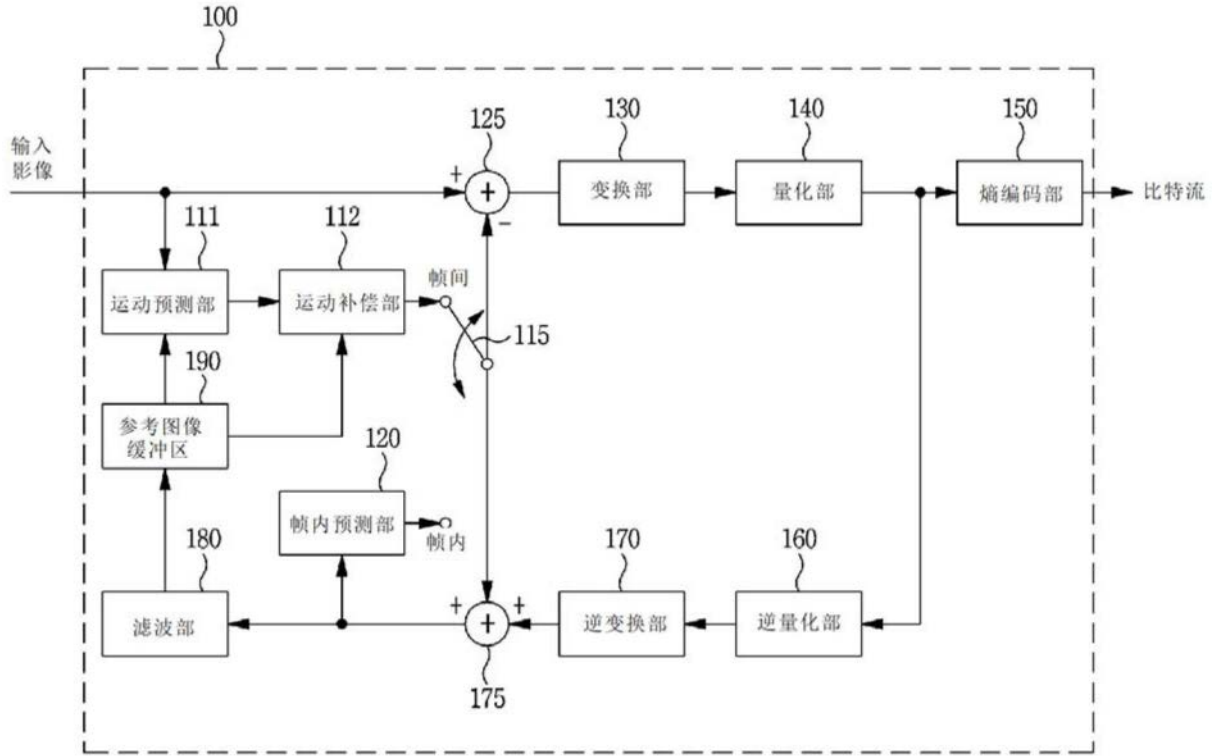 100
125
130
140
150
输入
影像
+
+
-
变换部
量化部
熵编码部
比特流
111
112
运动预测部
运动补偿部
帧间
115
190
参考图像
缓冲区
120
帧内预测部
帧内
180
170
160
滤波部
+
+
+
逆变换部
逆量化部
175